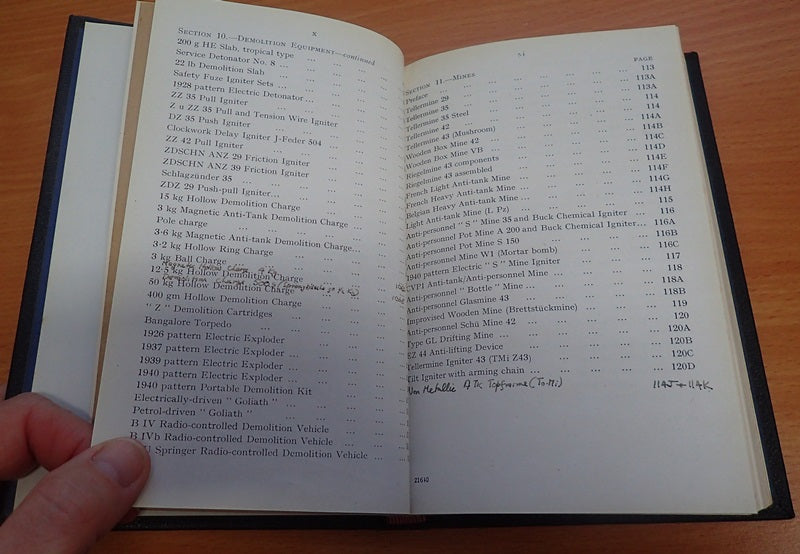 x
SECTION 10.—DEMOLITION EQUIPMENT—continued
200 g HE Slab, tropical type ... ... ...
Service Detonator No. 8 ... ... ... ...
22 lb Demolition Slab ... ... ... ...
Safety Fuze Igniter Sets ... ... ... ...
1928 pattern Electric Detonator ... ... ...
ZZ 35 Pull Igniter ... ... ... ...
Z u ZZ 35 Pull and Tension Wire Igniter ...
DZ 35 Push Igniter ... ... ... ...
Clockwork Delay Igniter J-Feder 504 ... ...
ZZ 42 Pull Igniter ... ... ... ...
ZDSCHN ANZ 29 Friction Igniter ... ...
ZDSCHN ANZ 39 Friction Igniter ... ...
Schlagzünder 35 ... ... ... ...
ZDZ 29 Push-pull Igniter... ... ... ...
15 kg Hollow Demolition Charge ... ...
3 kg Magnetic Anti-Tank Demolition Charge ...
Pole charge ... ... ... ...
3·6 kg Magnetic Anti-tank Demolition Charge...
3·2 kg Hollow Ring Charge ... ... ...
3 kg Ball Charge ... ... ...
Magnetic Hollow Charge
12·5 kg Hollow Demolition Charge
Demolition Charge
50 kg Hollow Demolition Charge ... ...
400 gm Hollow Demolition Charge ... ...
" Z " Demolition Cartridges ... ... ...
Bangalore Torpedo ... ... ... ...
1926 pattern Electric Exploder ... ... ...
1937 pattern Electric Exploder ... ... ...
1939 pattern Electric Exploder ... ... ...
1940 pattern Electric Exploder ... ... ...
1940 pattern Portable Demolition Kit ... ...
Electrically-driven " Goliath " ... ... ...
Petrol-driven " Goliath " ... ... ...
B IV Radio-controlled Demolition Vehicle ... ...
B IVb Radio-controlled Demolition Vehicle ... ...
Springer Radio-controlled Demolition Vehicle ... ...
xi
PAGE
SECTION 11.—MINES
Preface ... ... ... ... 113
Tellermine 29 ... ... ... ... 113A
Tellermine 35 ... ... ... ... 113A
Tellermine 35 Steel ... ... ... ... 114
Tellermine 42 ... ... ... ... 114
Tellermine 43 (Mushroom) ... ... ... 114A
Wooden Box Mine 42 ... ... ... 114B
Wooden Box Mine VB ... ... ... 114C
Riegelmine 43 components ... ... ... 114D
Riegelmine 43 assembled ... ... ... 114E
French Light Anti-tank Mine ... ... ... 114F
French Heavy Anti-tank Mine ... ... ... 114G
Belgian Heavy Anti-tank Mine ... ... ... 114H
Light Anti-tank Mine (L Pz) ... ... ... 115
Anti-personnel " S " Mine 35 and Buck Chemical Igniter ... 116
Anti-personnel Pot Mine A 200 and Buck Chemical Igniter... 116A
Anti-personnel Pot Mine S 150 ... ... ... 116B
Anti-personnel Mine W1 (Mortar bomb) ... ... 116C
1940 pattern Electric " S " Mine Igniter ... ... 117
CVP1 Anti-tank/Anti-personnel Mine ... ... 118
Anti-personnel " Bottle " Mine ... ... ... 118A
Anti-personnel Glasmine 43 ... ... ... 118B
Improvised Wooden Mine (Brettstückmine) ... ... 119
Anti-personnel Schü Mine 42 ... ... ... 120
Type GL Drifting Mine ... ... ... ... 120A
SZ 44 Anti-lifting Device ... ... ... 120B
Tellermine Igniter 43 (TMi Z43) ... ... ... 120C
Tilt Igniter with arming chain ... ... ... 120D
Non Metallic A Tk Topfmine (To.Mi) 114J + 114K
21640